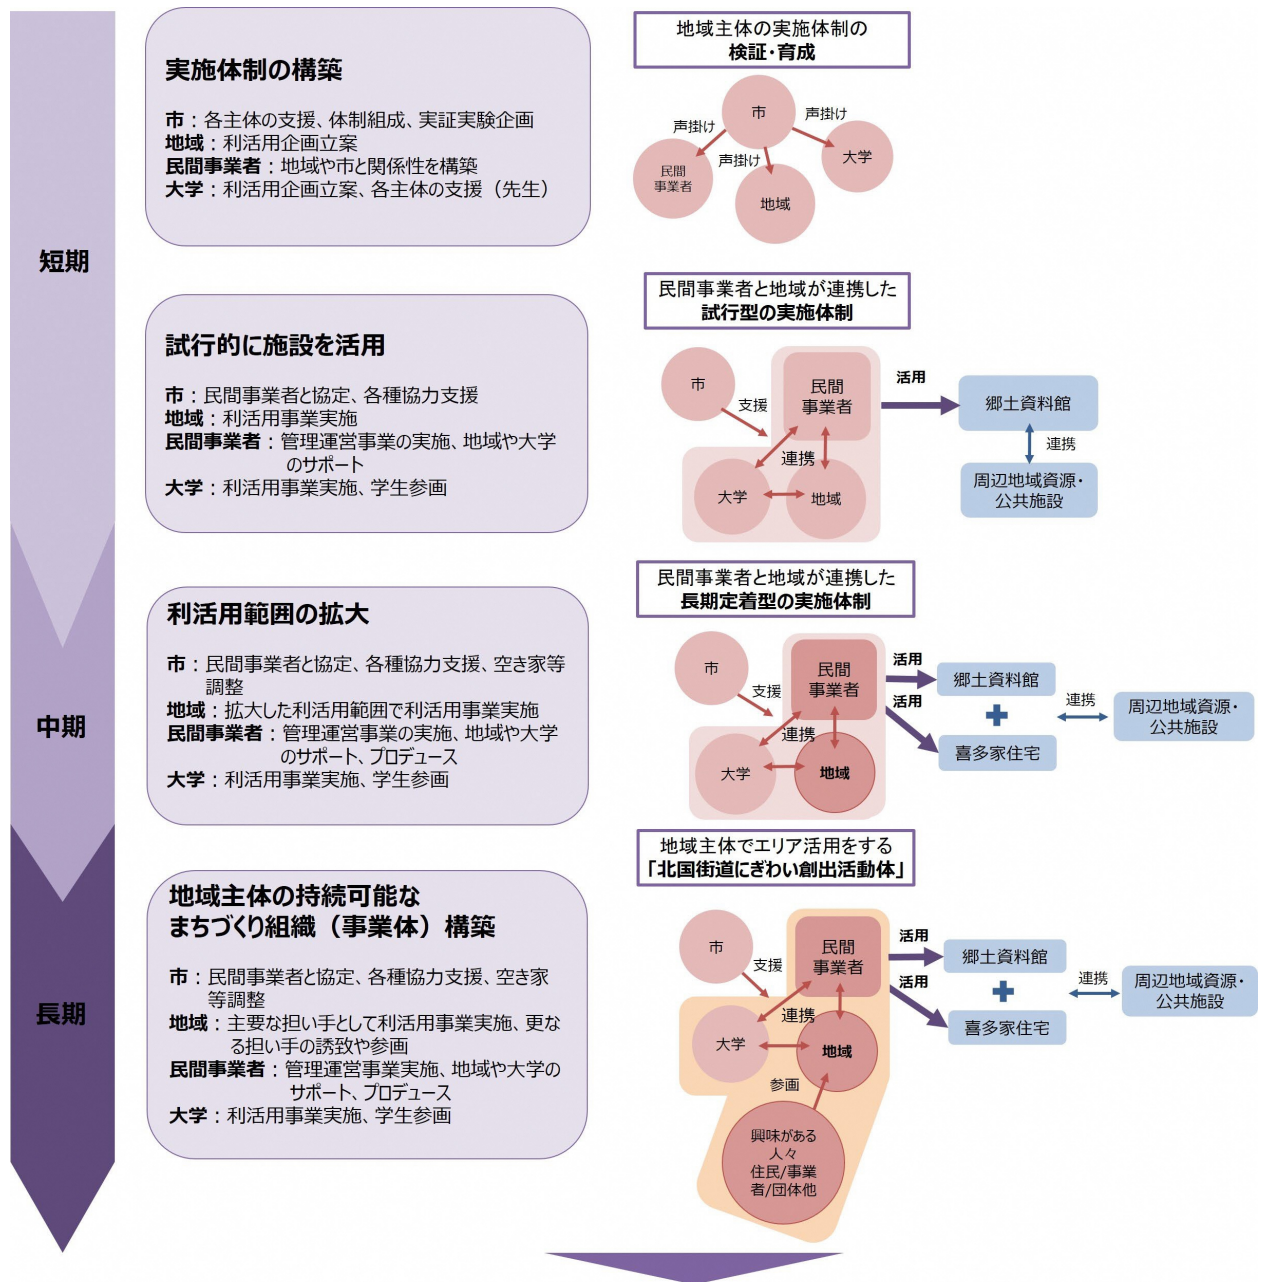 短期
実施体制の構築
市：各主体の支援、体制組成、実証実験企画
地域：利活用企画立案
民間事業者：地域や市と関係性を構築
大学：利活用企画立案、各主体の支援（先生）
地域主体の実施体制の
検証・育成
市
声掛け
声掛け
声掛け
民間
事業者
地域
大学
試行的に施設を活用
市：民間事業者と協定、各種協力支援
地域：利活用事業実施
民間事業者：管理運営事業の実施、地域や大学
のサポート
大学：利活用事業実施、学生参画
民間事業者と地域が連携した
試行型の実施体制
市
支援
民間
事業者
連携
大学
地域
活用
郷土資料館
連携
周辺地域資源・
公共施設
中期
利活用範囲の拡大
市：民間事業者と協定、各種協力支援、空き家等
調整
地域：拡大した利活用範囲で利活用事業実施
民間事業者：管理運営事業の実施、地域や大学
のサポート、プロデュース
大学：利活用事業実施、学生参画
民間事業者と地域が連携した
長期定着型の実施体制
市
支援
民間
事業者
連携
大学
地域
活用
活用
郷土資料館
喜多家住宅
連携
周辺地域資源・
公共施設
長期
地域主体の持続可能な
まちづくり組織（事業体）構築
市：民間事業者と協定、各種協力支援、空き家
等調整
地域：主要な担い手として利活用事業実施、更な
る担い手の誘致や参画
民間事業者：管理運営事業実施、地域や大学の
サポート、プロデュース
大学：利活用事業実施、学生参画
地域主体でエリア活用をする
「北国街道にぎわい創出活動体」
市
支援
民間
事業者
連携
大学
地域
参画
興味がある
人々
住民/事業
者/団体他
活用
活用
郷土資料館
喜多家住宅
連携
周辺地域資源・
公共施設